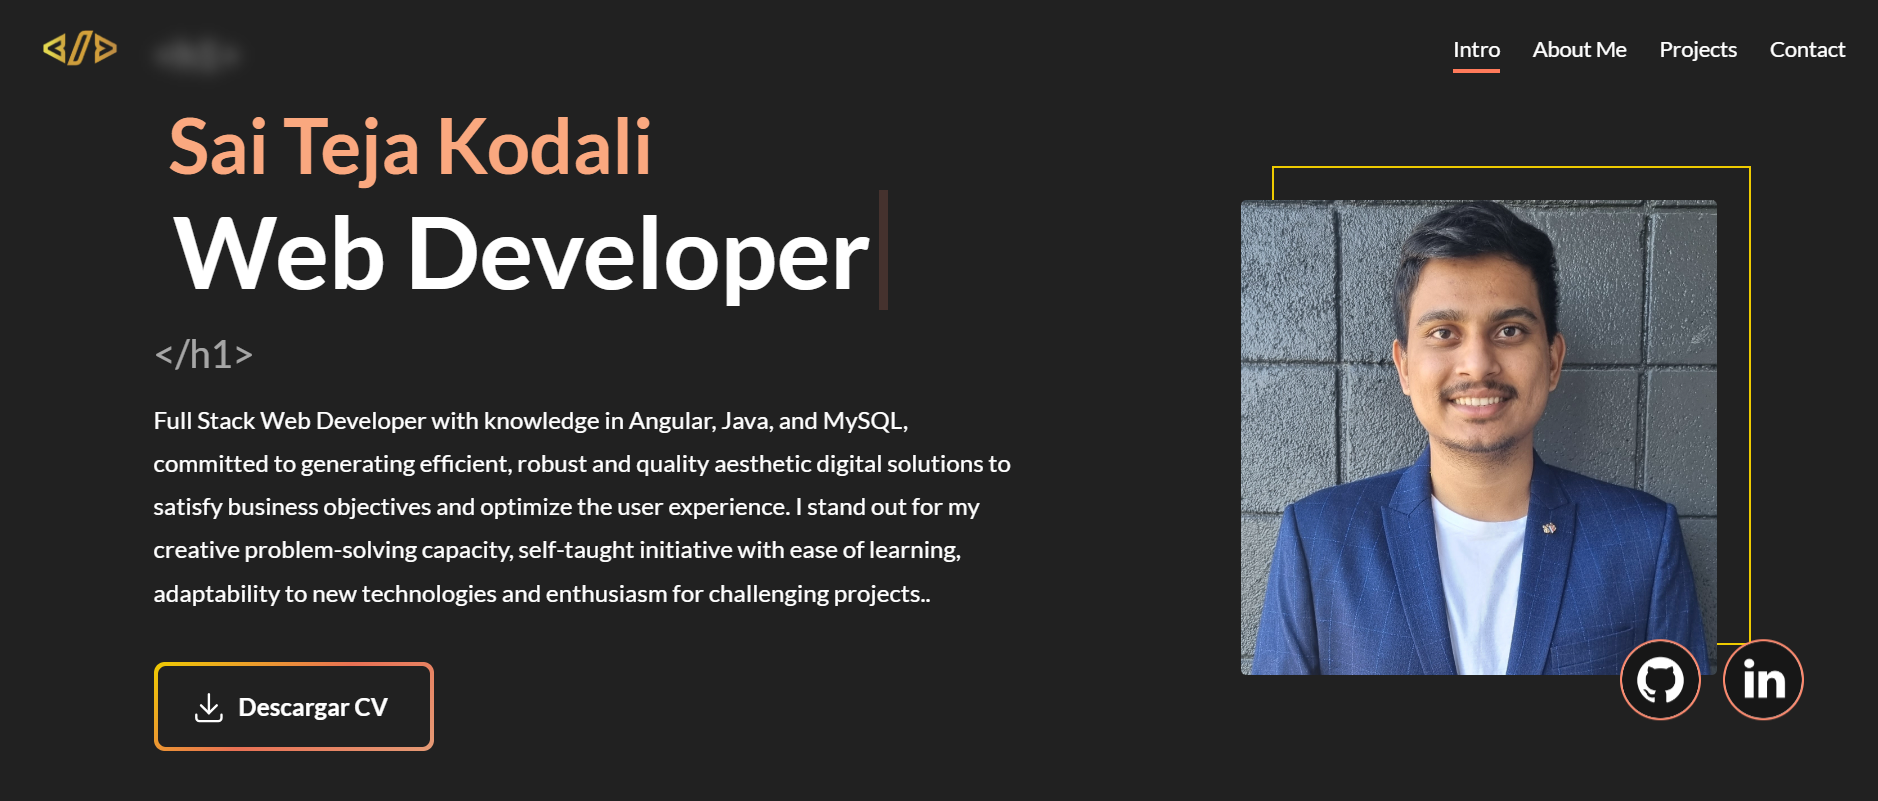 <h1>
Intro About Me Projects Contact
Sai Teja Kodali
Web Developer
</h1>
Full Stack Web Developer with knowledge in Angular, Java, and MySQL,
committed to generating efficient, robust and quality aesthetic digital solutions to
satisfy business objectives and optimize the user experience. I stand out for my
creative problem-solving capacity, self-taught initiative with ease of learning,
adaptability to new technologies and enthusiasm for challenging projects..
Descargar CV
in